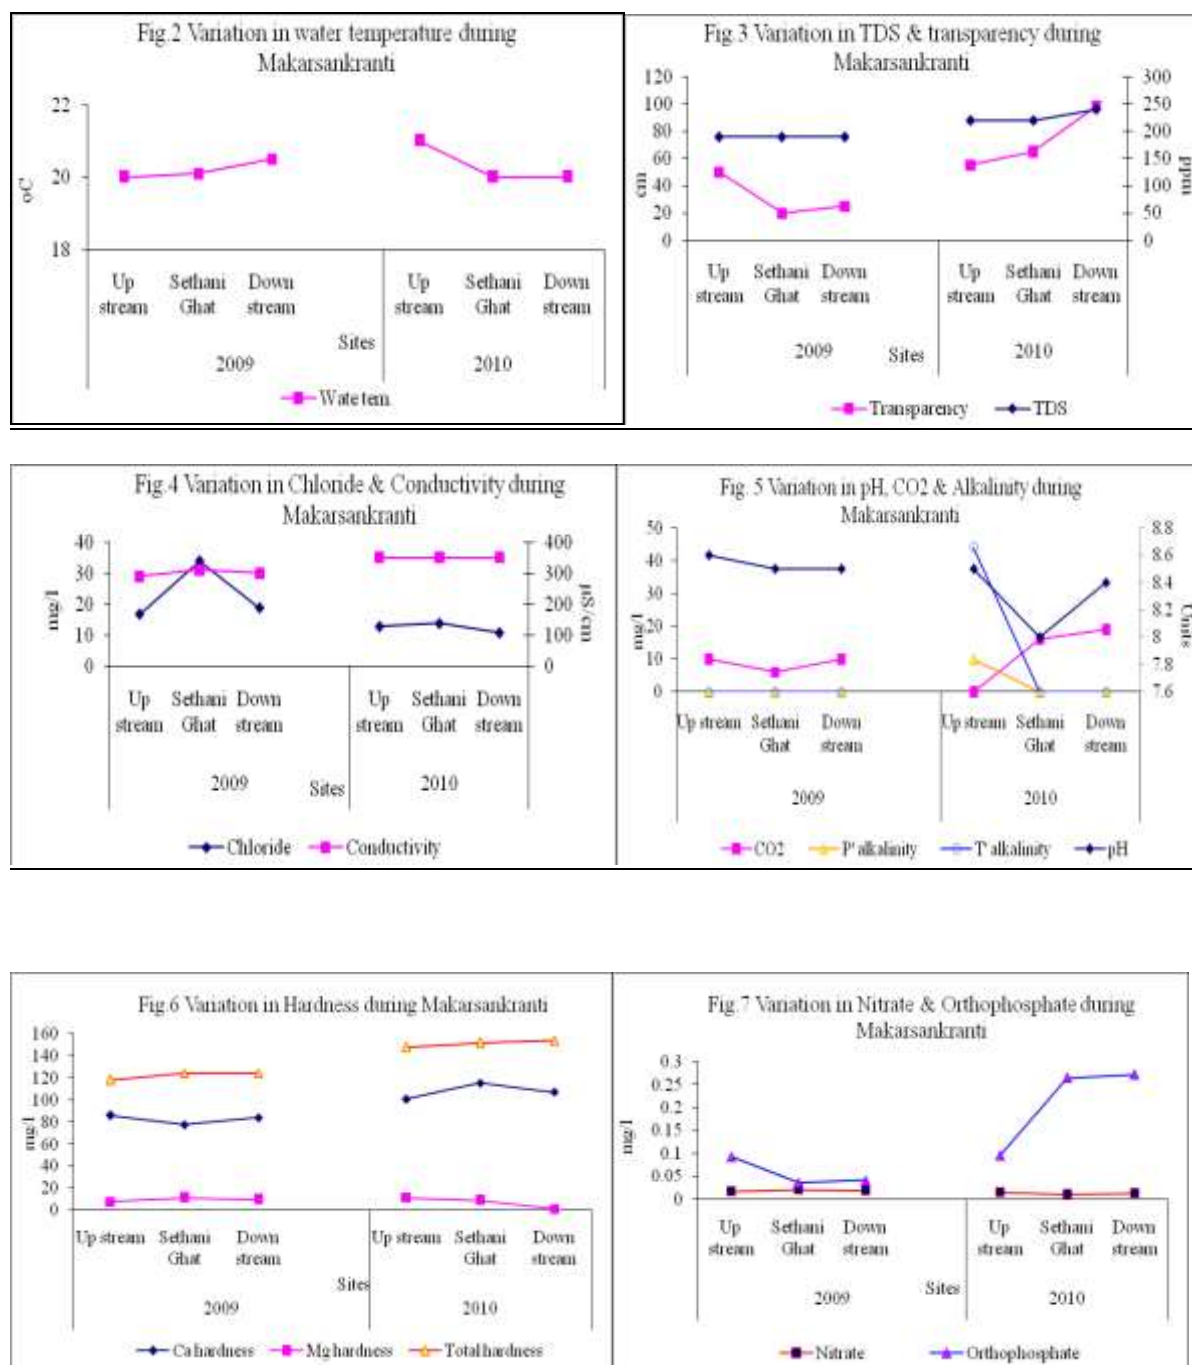 Fig.2 Variation in water temperature during
Makarsankranti
22
20
18
oC
Up
stream
Sethani
Ghat
Down
stream
Up
stream
Sethani
Ghat
Down
stream
Sites
2009
2010
Wate tem
Fig.3 Variation in TDS & transparency during
Makarsankranti
120
100
80
60
40
20
0
cm
300
250
200
150
100
50
0
ppm
Up
stream
Sethani
Ghat
Down
stream
Up
stream
Sethani
Ghat
Down
stream
2009
Sites
2010
Transparency
TDS
Fig.4 Variation in Chloride & Conductivity during
Makarsankranti
40
30
20
10
0
mg/l
400
300
200
100
0
µS/cm
Up
stream
Sethani
Ghat
Down
stream
Up
stream
Sethani
Ghat
Down
stream
2009
Sites
2010
Chloride
Conductivity
Fig. 5 Variation in pH, CO2 & Alkalinity during
Makarsankranti
50
40
30
20
10
0
mg/l
8.8
8.6
8.4
8.2
8
7.8
7.6
Units
Up stream
Sethani
Ghat
Down
stream
Up stream
Sethani
Ghat
Down
stream
2009
2010
CO2
P' alkalinity
T' alkalinity
pH
Fig.6 Variation in Hardness during Makarsankranti
160
140
120
100
80
60
40
20
0
mg/l
Up stream
Sethani
Ghat
Down
stream
Up stream
Sethani
Ghat
Down
stream
Sites
2009
2010
Ca hardness
Mg hardness
Total hardness
Fig.7 Variation in Nitrate & Orthophosphate during
Makarsankranti
0.3
0.25
0.2
0.15
0.1
0.05
0
mg/l
Up
stream
Sethani
Ghat
Down
stream
Up
stream
Sethani
Ghat
Down
stream
2009
Sites
2010
Nitrate
Orthophosphate